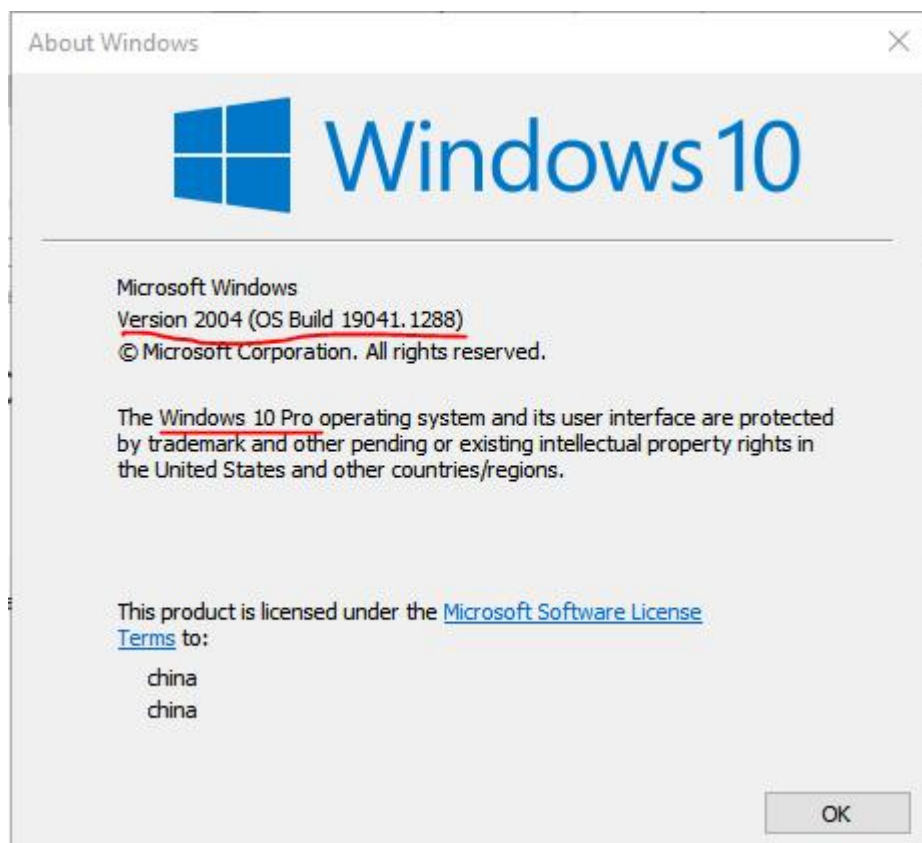 About Windows
Windows 10
Microsoft Windows
Version 2004 (OS Build 19041.1288)
© Microsoft Corporation. All rights reserved.
The Windows 10 Pro operating system and its user interface are protected
by trademark and other pending or existing intellectual property rights in
the United States and other countries/regions.
This product is licensed under the Microsoft Software License
Terms to:
china
china
OK